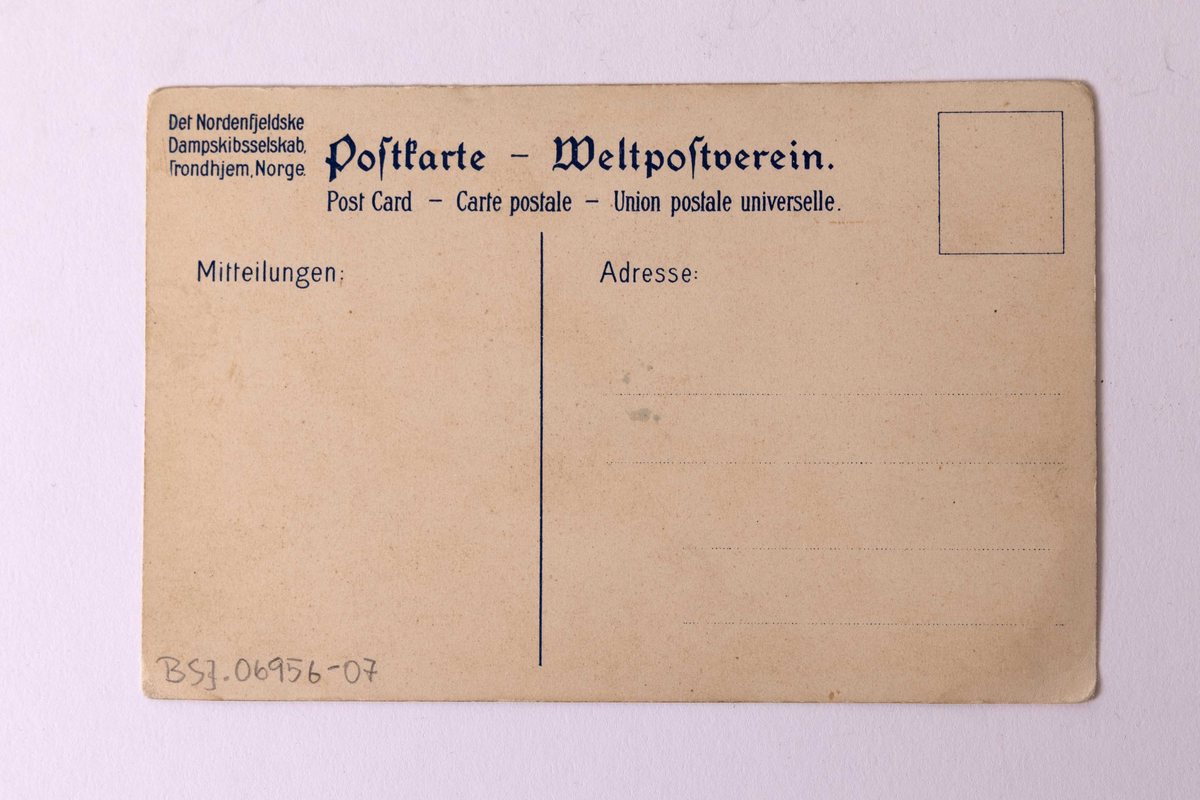 Det Nordenfjeldske
Dampskibsselskab,
Trondhjem, Norge.
Poſtkarte – Weltpoſtverein.
Post Card – Carte postale – Union postale universelle.
Mitteilungen:
Adresse:
BSJ.06956-07